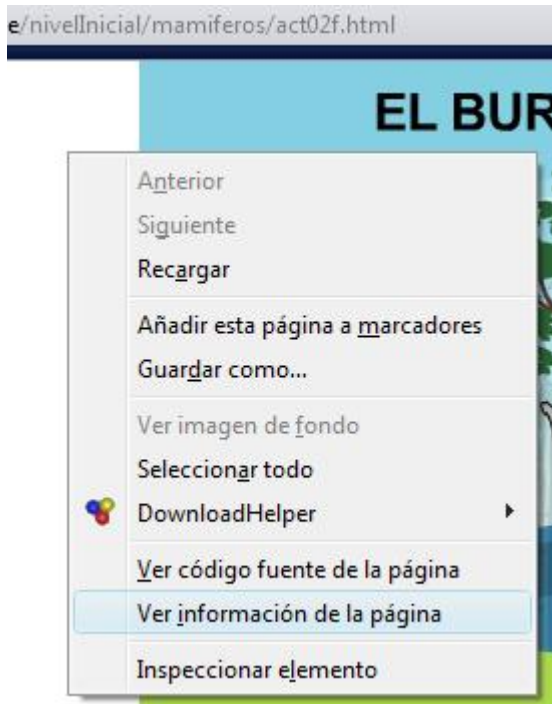 e/nivelInicial/mamiferos/act02f.html
EL BUR
Anterior
Siguiente
Recargar
Añadir esta página a marcadores
Guardar como...
Ver imagen de fondo
Seleccionar todo
DownloadHelper
Ver código fuente de la página
Ver información de la página
Inspeccionar elemento